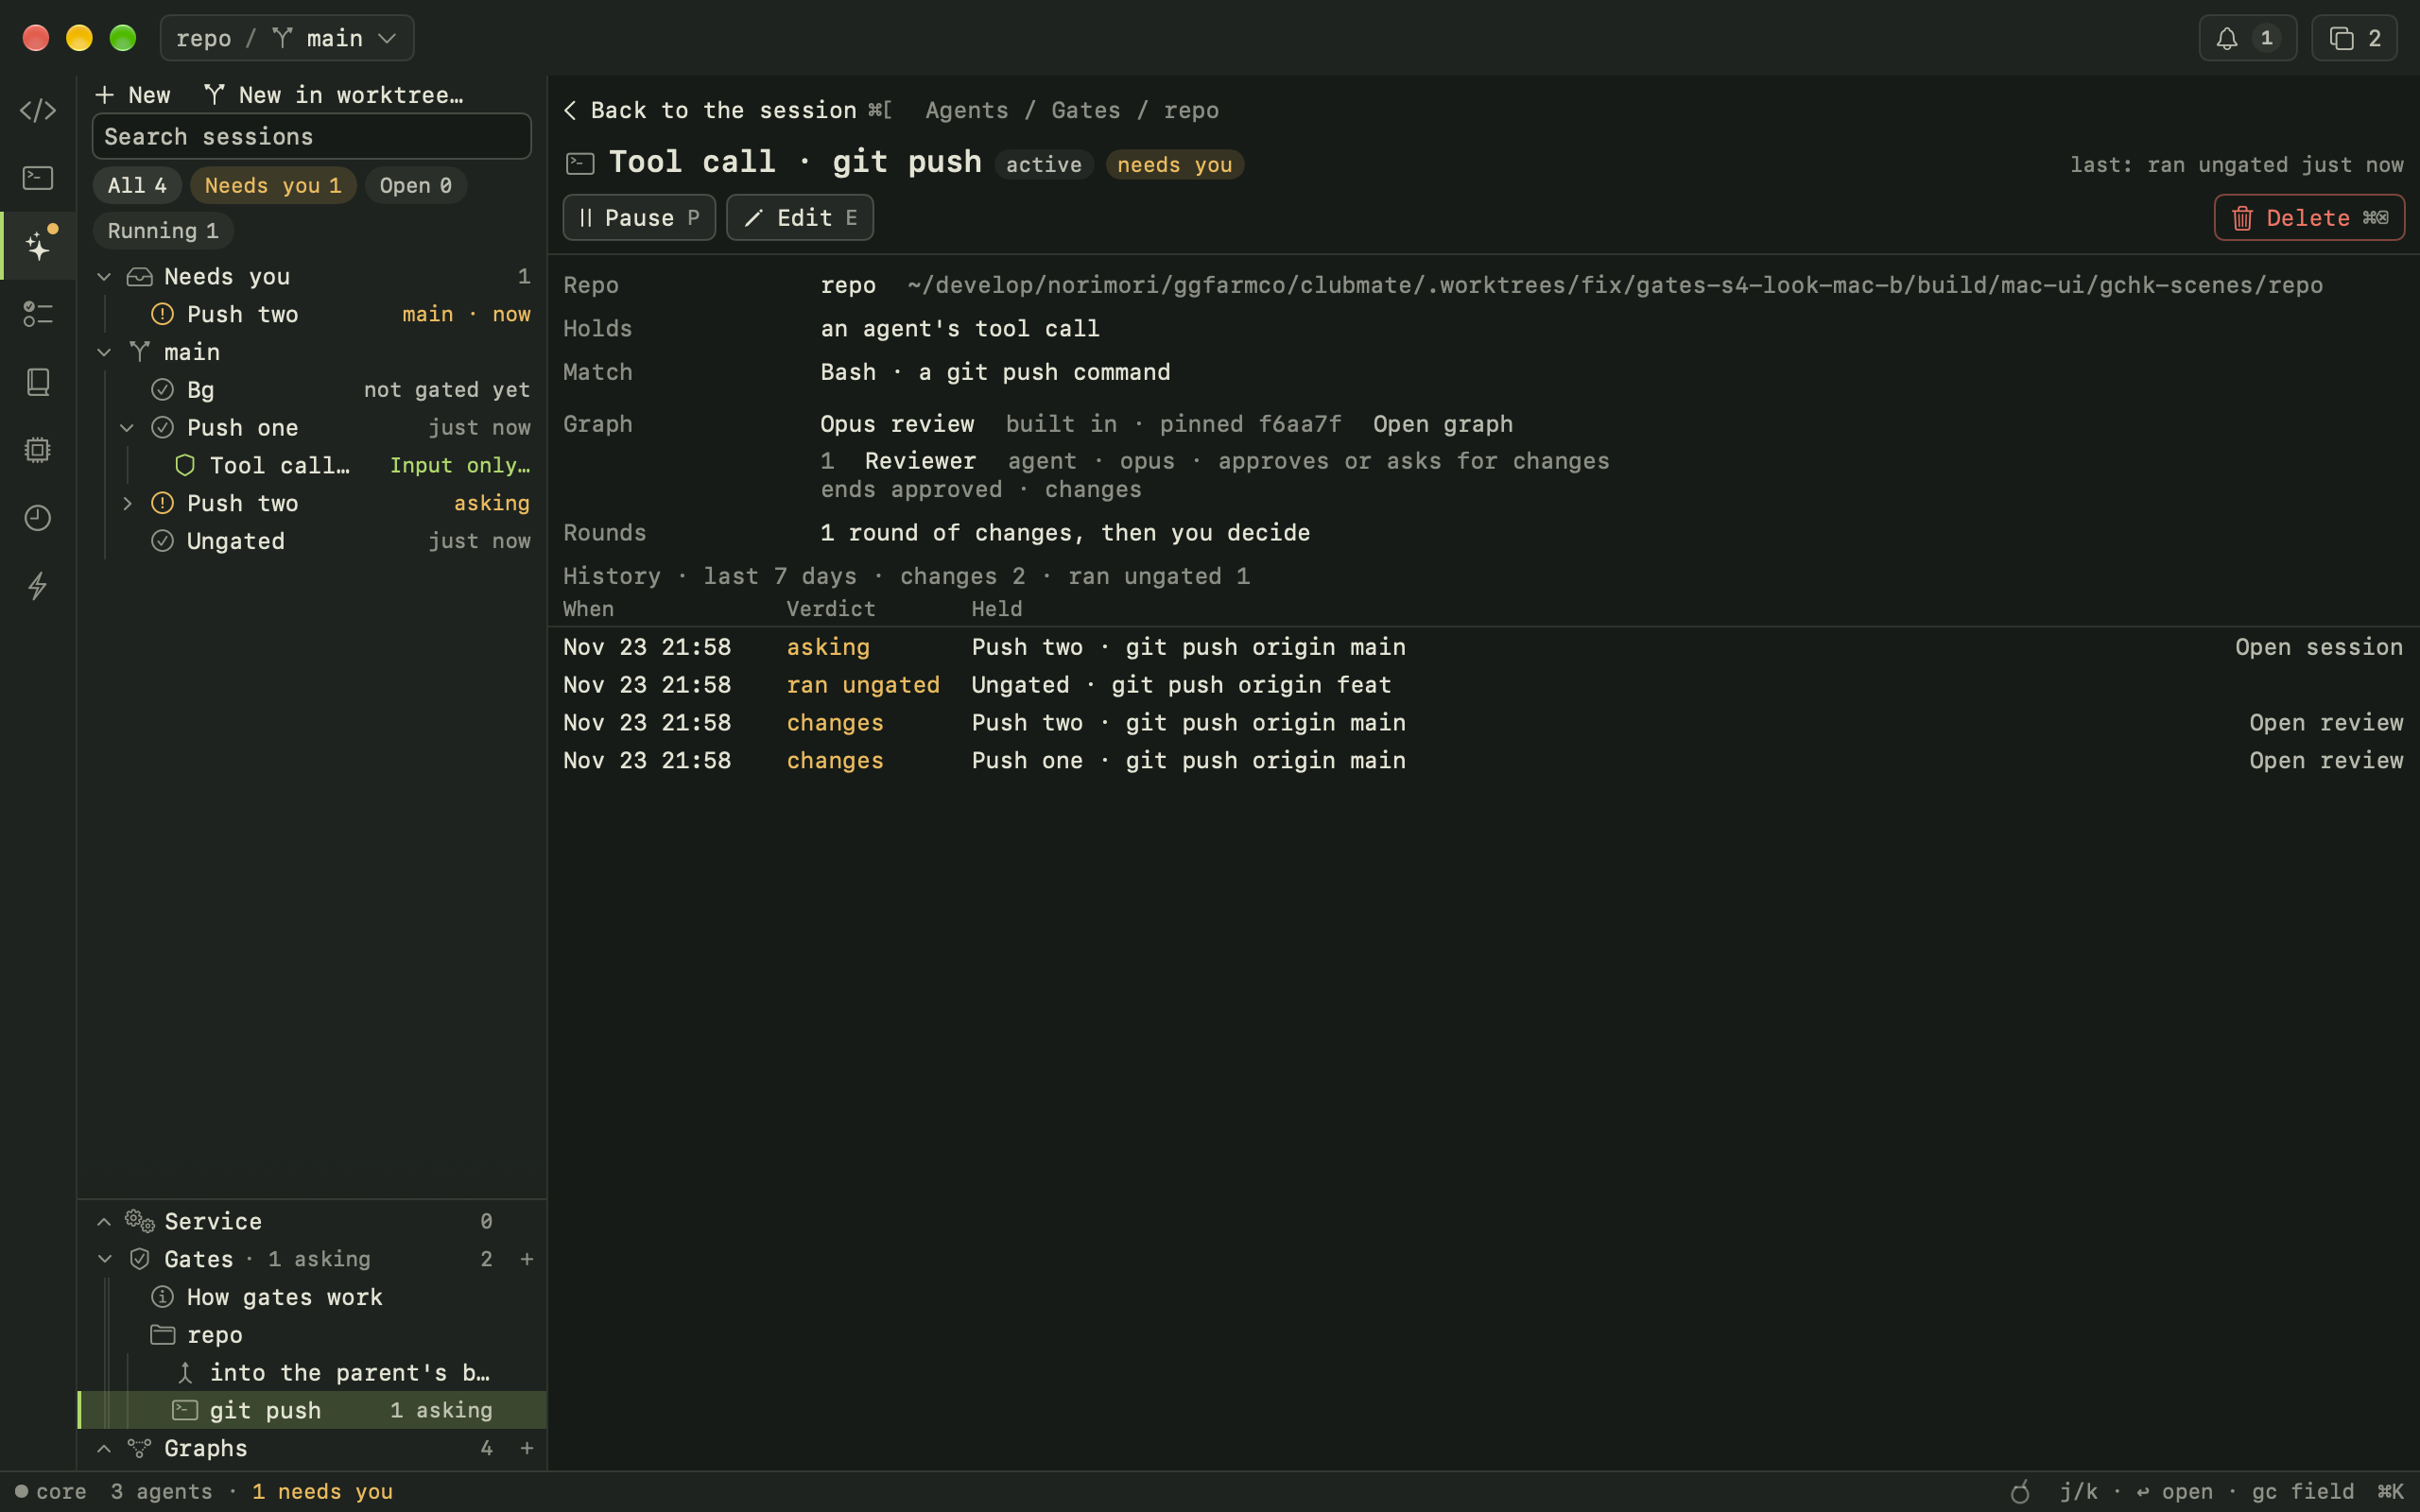 repo / main
1
2
New New in worktree…
Search sessions
All 4 Needs you 1 Open 0
Running 1
Needs you 1
Push two main · now
main
Bg not gated yet
Push one just now
Tool call… Input only…
Push two asking
Ungated just now
Service 0
Gates · 1 asking 2 +
How gates work
repo
into the parent's b…
git push 1 asking
Graphs 4 +
Back to the session ⌘[ Agents / Gates / repo
Tool call · git push active needs you last: ran ungated just now
Pause P Edit E Delete ⌘⌫
Repo repo ~/develop/norimori/ggfarmco/clubmate/.worktrees/fix/gates-s4-look-mac-b/build/mac-ui/gchk-scenes/repo
Holds an agent's tool call
Match Bash · a git push command
Graph Opus review built in · pinned f6aa7f Open graph
1 Reviewer agent · opus · approves or asks for changes
ends approved · changes
Rounds 1 round of changes, then you decide
History · last 7 days · changes 2 · ran ungated 1
When Verdict Held
Nov 23 21:58 asking Push two · git push origin main Open session
Nov 23 21:58 ran ungated Ungated · git push origin feat
Nov 23 21:58 changes Push two · git push origin main Open review
Nov 23 21:58 changes Push one · git push origin main Open review
core 3 agents · 1 needs you
j/k · ↩ open · gc field ⌘K